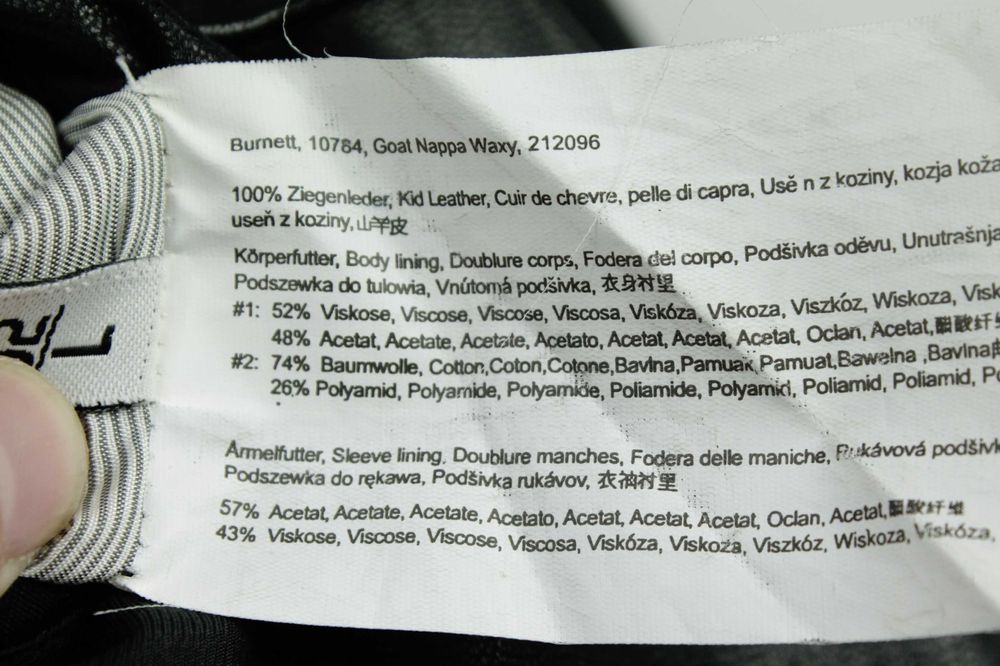 Burnett, 10784, Goat Nappa Waxy, 212096
100% Ziegenleder, Kid Leather, Cuir de chevre, pelle di capra, Usě n z koziny, kozja koža
useň z koziny,山羊皮
Körperfutter, Body lining, Doublure corps, Fodera del corpo, Podšivka oděvu, Unutrašnja
Podszewka do tulowia, Vnútorná podšivka, 衣身衬里
#1: 52% Viskose, Viscose, Viscose, Viscosa, Viskóza, Viskoza, Viszkóz, Wiskoza, Visk
48% Acetat, Acetate, Acetate, Acetato, Acetat, Acetat, Acetat, Oclan, Acetat,醋酸纤维
#2: 74% Baumwolle, Cotton,Coton,Cotone,Bavlna,Pamuak,Pamuat,Bawelna ,Bavlna
26% Polyamid, Polyamide, Polyamide, Poliamide, Polyamid, Poliamid, Poliamid, Po
Ärmelfutter, Sleeve lining, Doublure manches, Fodera delle maniche, Rukávová podšivk
Podszewka do rękawa, Podšivka rukávov, 衣袖衬里
57% Acetat, Acetate, Acetate, Acetato, Acetat, Acetat, Acetat, Oclan, Acetat,醋酸纤维
43% Viskose, Viscose, Viscose, Viscosa, Viskóza, Viskoza, Viszkóz, Wiskoza, Viskóza,
L